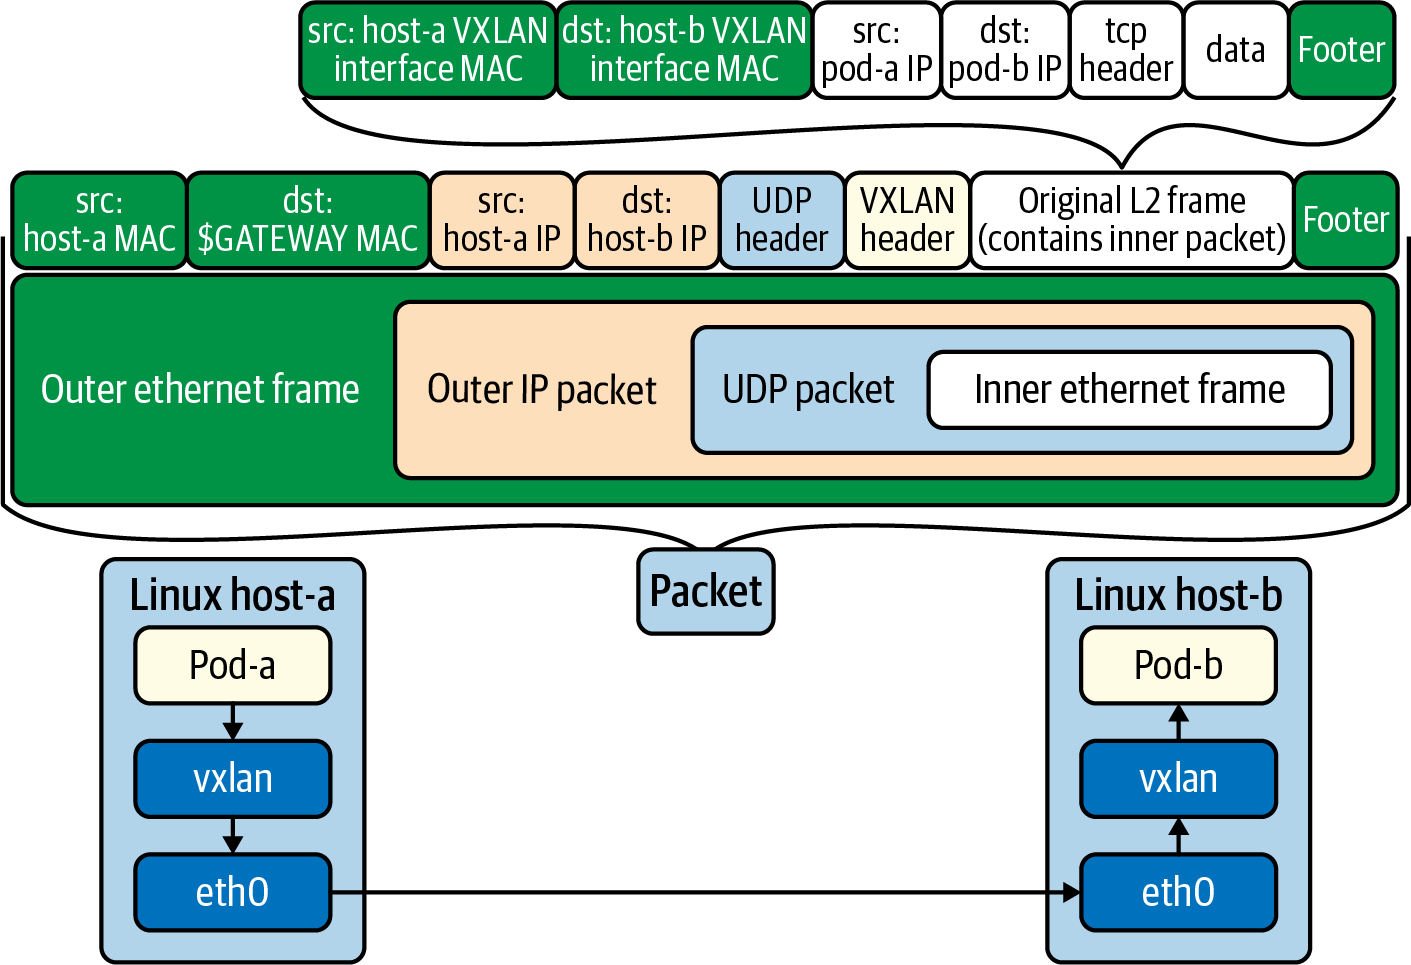 src: host-a VXLAN
interface MAC
dst: host-b VXLAN
interface MAC
src:
pod-a IP
dst:
pod-b IP
tcp
header
data
Footer
src:
host-a MAC
dst:
$GATEWAY MAC
src:
host-a IP
dst:
host-b IP
UDP
header
VXLAN
header
Original L2 frame
(contains inner packet)
Footer
Outer ethernet frame
Outer IP packet
UDP packet
Inner ethernet frame
Packet
Linux host-a
Pod-a
vxlan
eth0
Linux host-b
Pod-b
vxlan
eth0